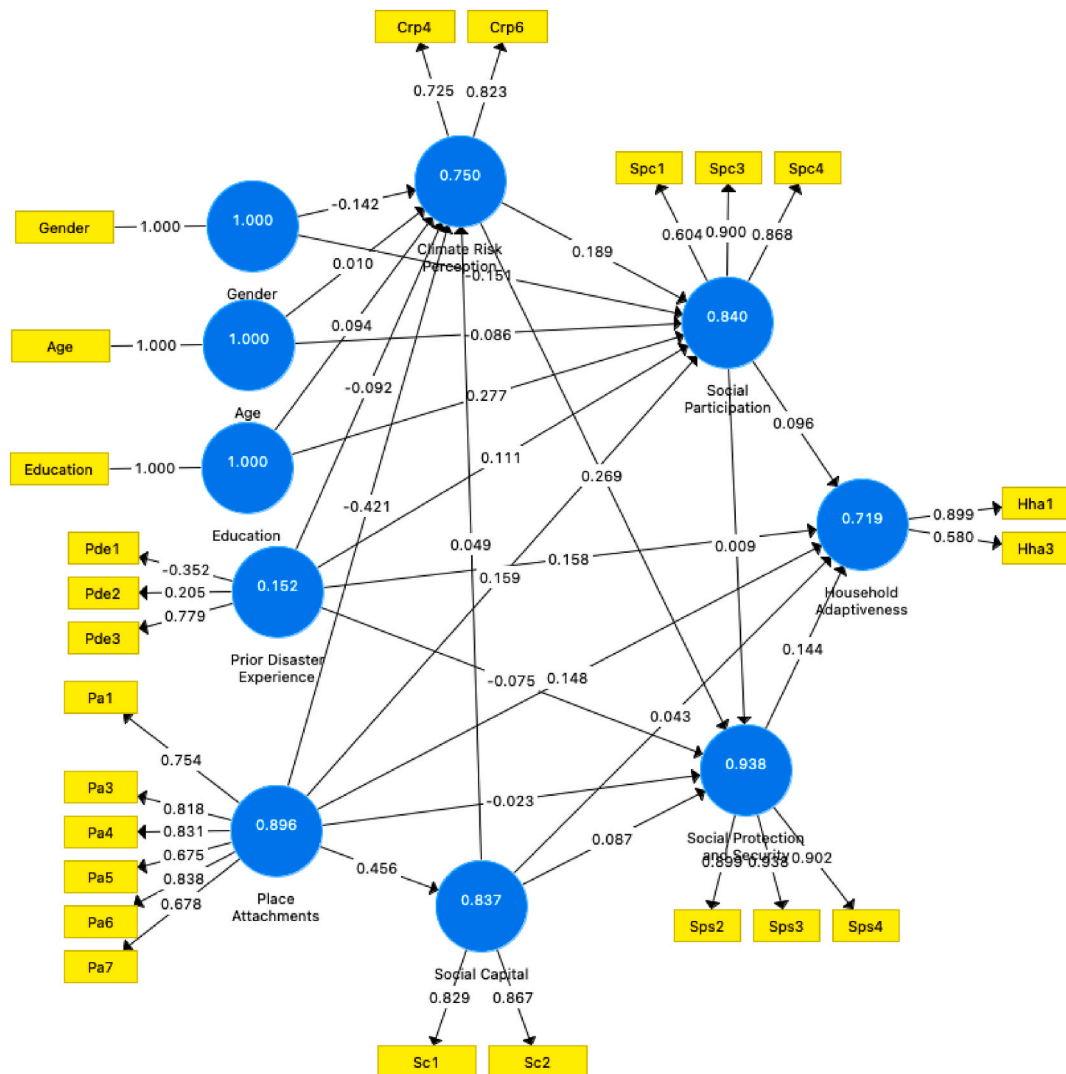 Crp4
Crp6
0.725
0.823
0.750
Climate Risk
Perception
Spc1
Spc3
Spc4
0.604
0.900
0.868
Gender
1.000
1.000
Gender
-0.142
0.010
-0.151
0.189
Age
1.000
1.000
Age
0.094
-0.086
0.840
Social
Participation
Education
1.000
1.000
Education
-0.092
0.277
0.111
0.096
-0.421
0.269
0.719
Household
Adaptiveness
0.899
0.580
Hha1
Hha3
Pde1
Pde2
Pde3
-0.352
0.205
0.779
0.152
Prior Disaster
Experience
0.049
0.159
0.158
0.009
0.144
-0.075
0.148
0.043
Pa1
0.754
Pa3
Pa4
Pa5
Pa6
Pa7
0.818
0.831
0.675
0.838
0.678
0.896
Place
Attachments
-0.023
0.456
0.087
0.938
Social Protection
and Security
0.899
0.938
0.902
Sps2
Sps3
Sps4
0.837
Social Capital
0.829
0.867
Sc1
Sc2